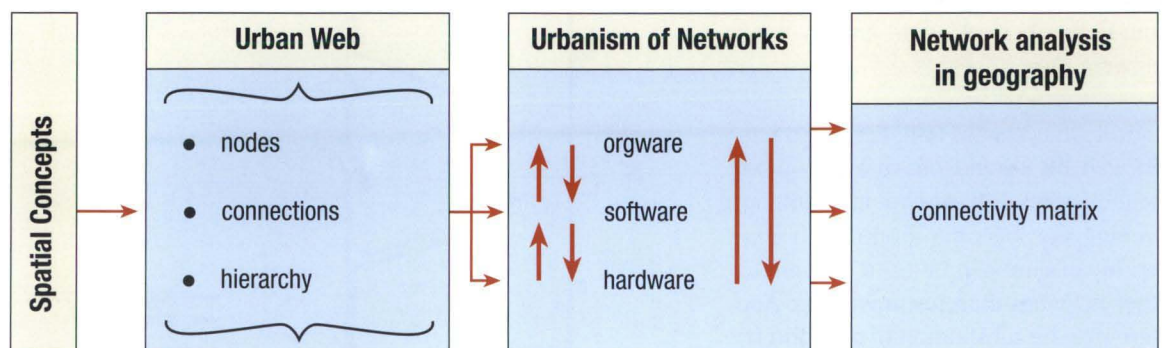 Spatial Concepts
Urban Web
• nodes
• connections
• hierarchy
Urbanism of Networks
orgware
software
hardware
Network analysis
in geography
connectivity matrix